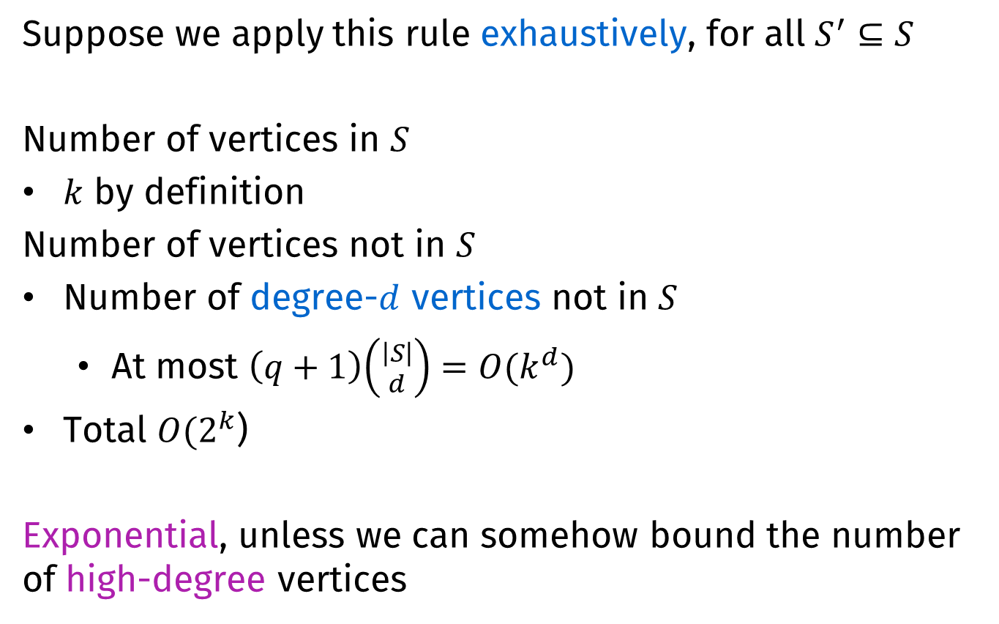 Suppose we apply this rule exhaustively, for all S′ ⊆ S
Number of vertices in S
• k by definition
Number of vertices not in S
• Number of degree-d vertices not in S
• At most (q + 1)(|S| d) = O(k^d)
• Total O(2^k)
Exponential, unless we can somehow bound the number
of high-degree vertices